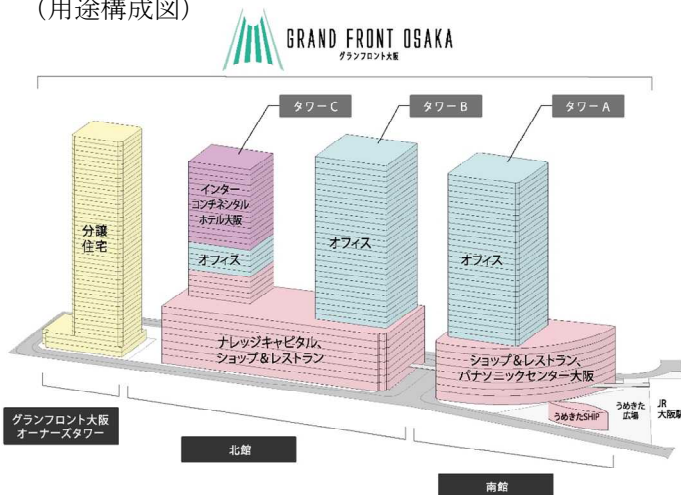 （用途構成図）
GRAND FRONT OSAKA
グランフロント大阪
タワーC
タワーB
タワーA
インター
コンチネンタル
ホテル大阪
オフィス
分譲
住宅
オフィス
オフィス
ナレッジキャピタル、
ショップ&レストラン
ショップ&レストラン、
パナソニックセンター大阪
うめきたSHIP
うめきた
広場
JR
大阪駅
グランフロント大阪
オーナーズタワー
北館
南館